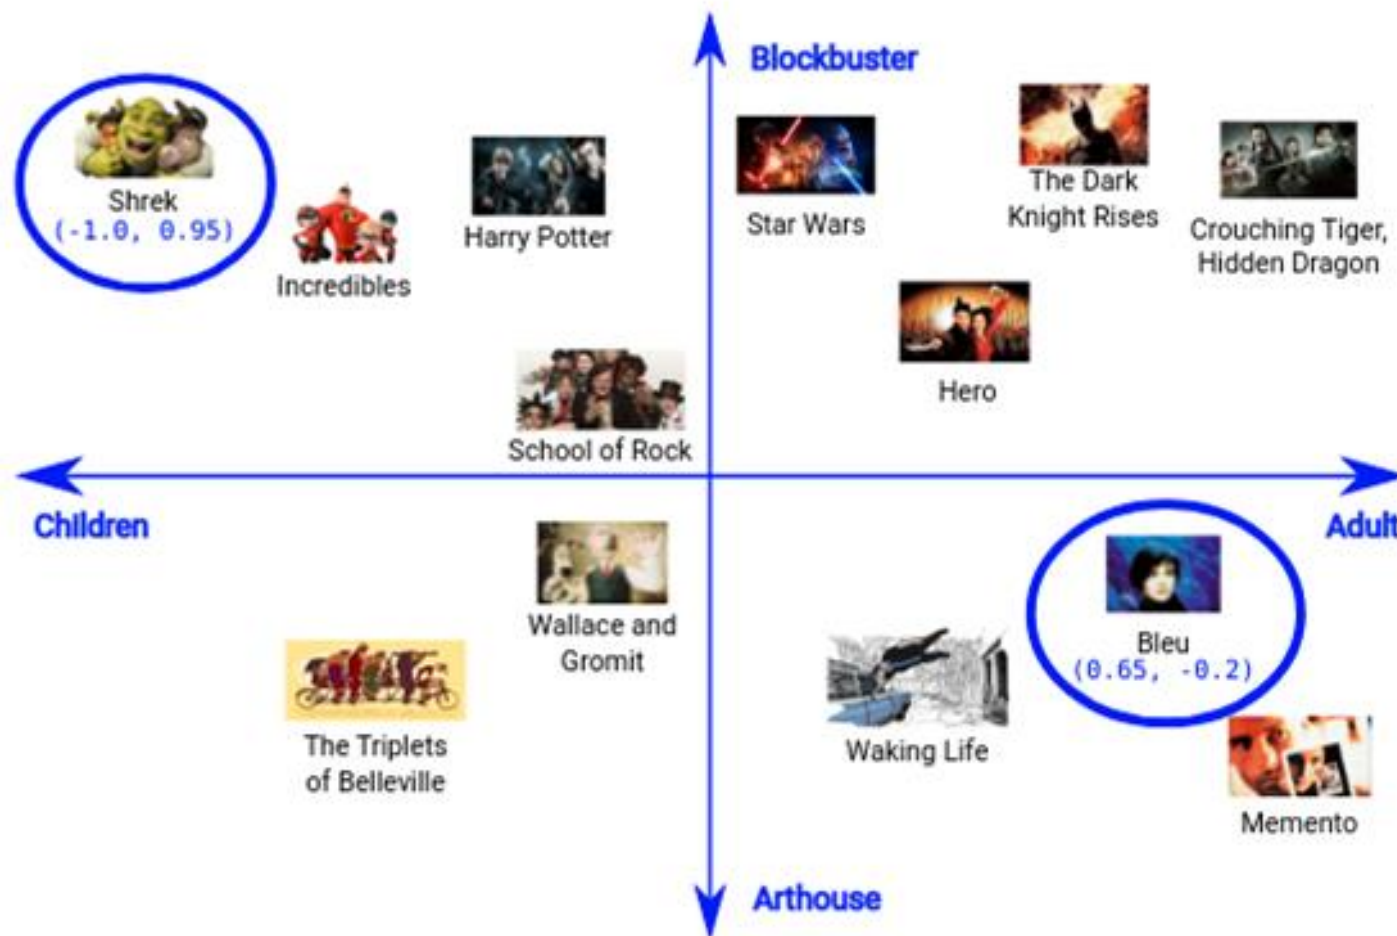 Blockbuster
Shrek
(-1.0, 0.95)
Incredibles
Harry Potter
Star Wars
The Dark
Knight Rises
Crouching Tiger,
Hidden Dragon
Hero
School of Rock
Children
Adult
Wallace and
Gromit
Bleu
(0.65, -0.2)
The Triplets
of Belleville
Waking Life
Memento
Arthouse